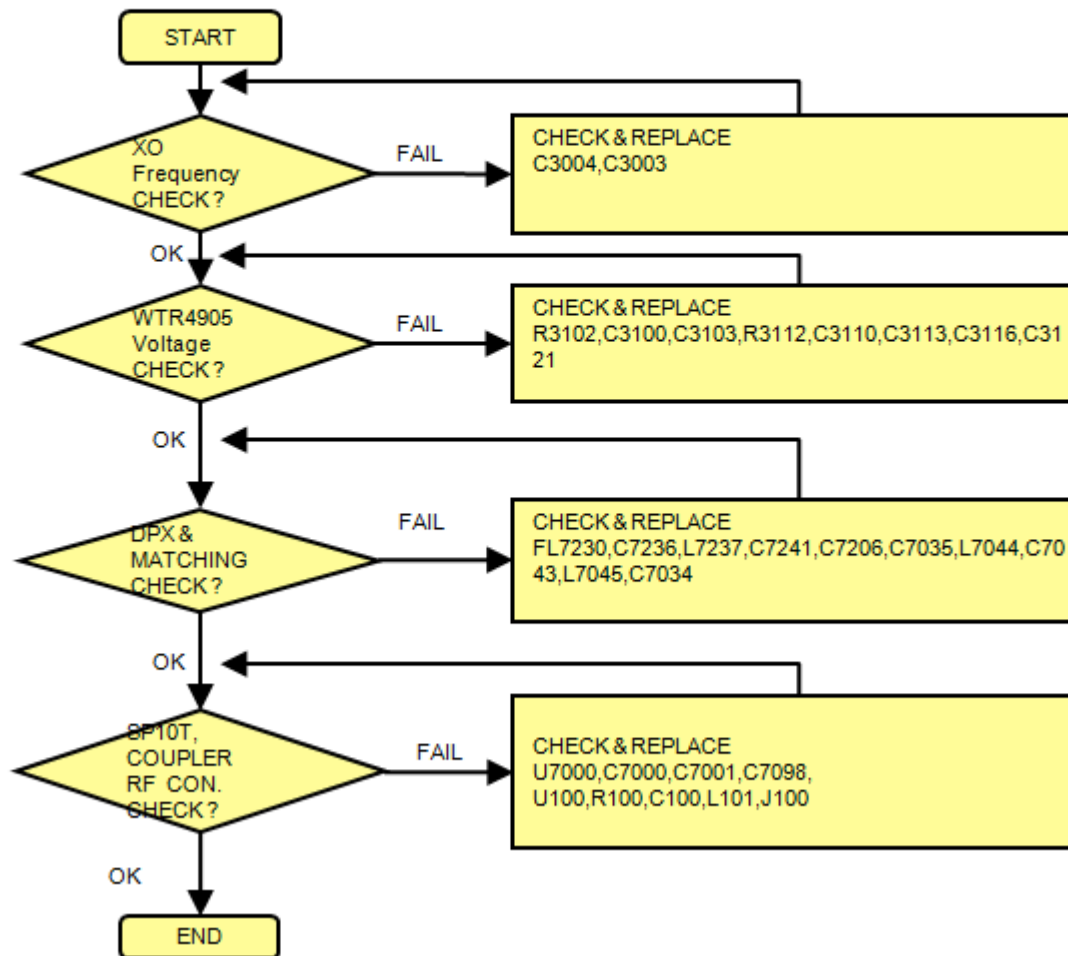 START
XO
Frequency
CHECK?
FAIL
CHECK & REPLACE
C3004,C3003
OK
WTR4905
Voltage
CHECK?
FAIL
CHECK & REPLACE
R3102,C3100,C3103,R3112,C3110,C3113,C3116,C31
21
OK
DPX &
MATCHING
CHECK?
FAIL
CHECK & REPLACE
FL7230,C7236,L7237,C7241,C7206,C7035,L7044,C70
43,L7045,C7034
OK
SP10T,
COUPLER
RF CON.
CHECK?
FAIL
CHECK & REPLACE
U7000,C7000,C7001,C7098,
U100,R100,C100,L101,J100
OK
END